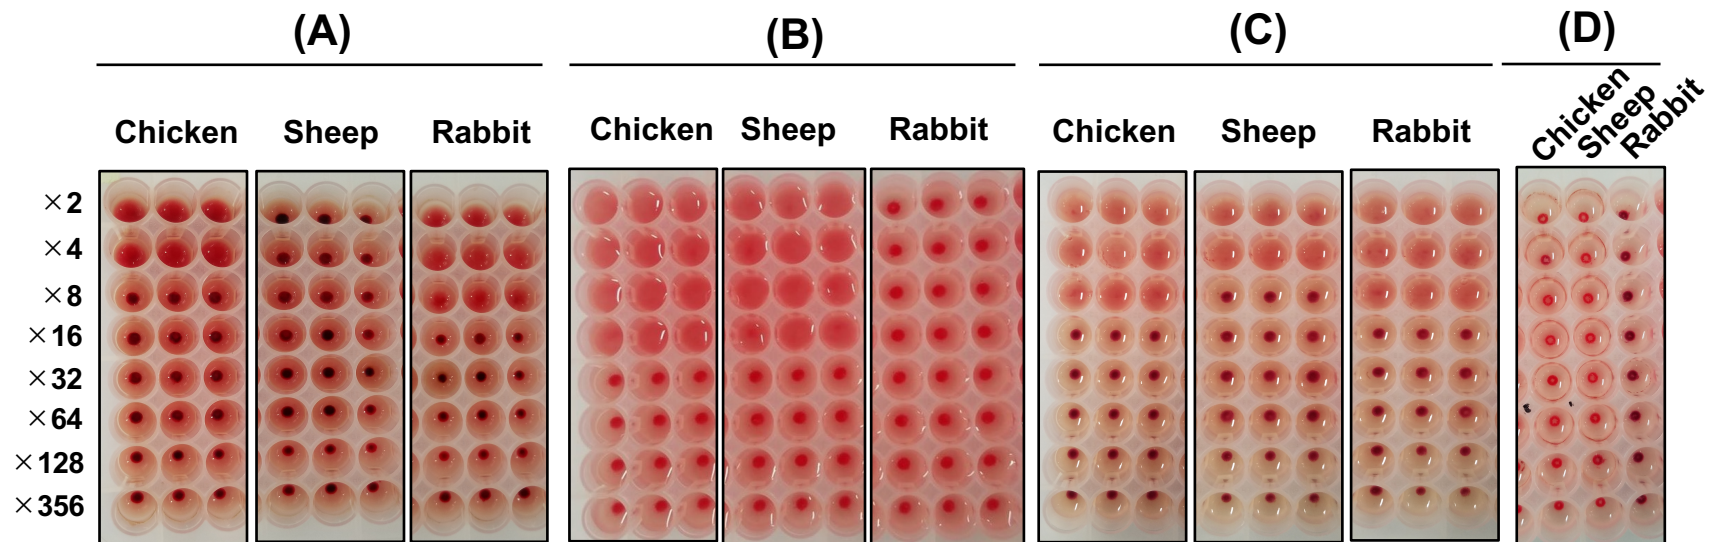 (A)
(B)
(C)
(D)
Chicken Sheep Rabbit
Chicken Sheep Rabbit
Chicken Sheep Rabbit
Chicken
Sheep
Rabbit
×2
×4
×8
×16
×32
×64
×128
×356